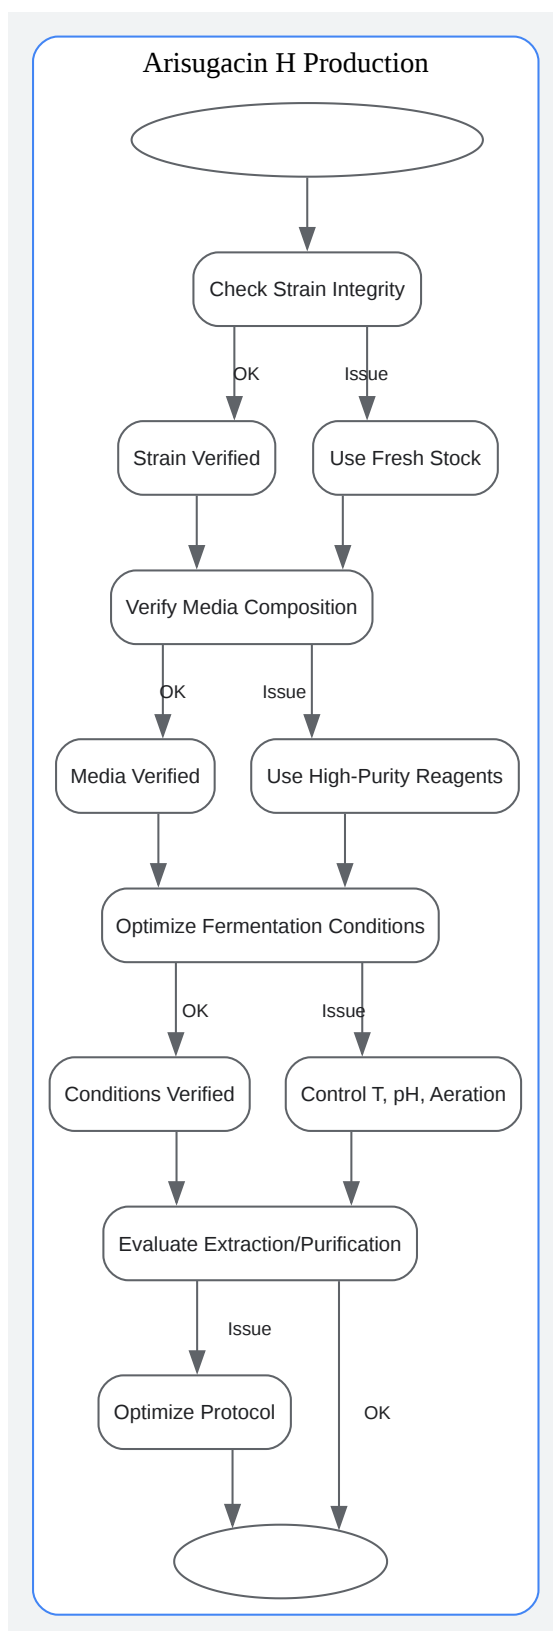 Arisugacin H Production
Check Strain Integrity
OK
Issue
Strain Verified
Use Fresh Stock
Verify Media Composition
OK
Issue
Media Verified
Use High-Purity Reagents
Optimize Fermentation Conditions
OK
Issue
Conditions Verified
Control T, pH, Aeration
Evaluate Extraction/Purification
Issue
Optimize Protocol
OK